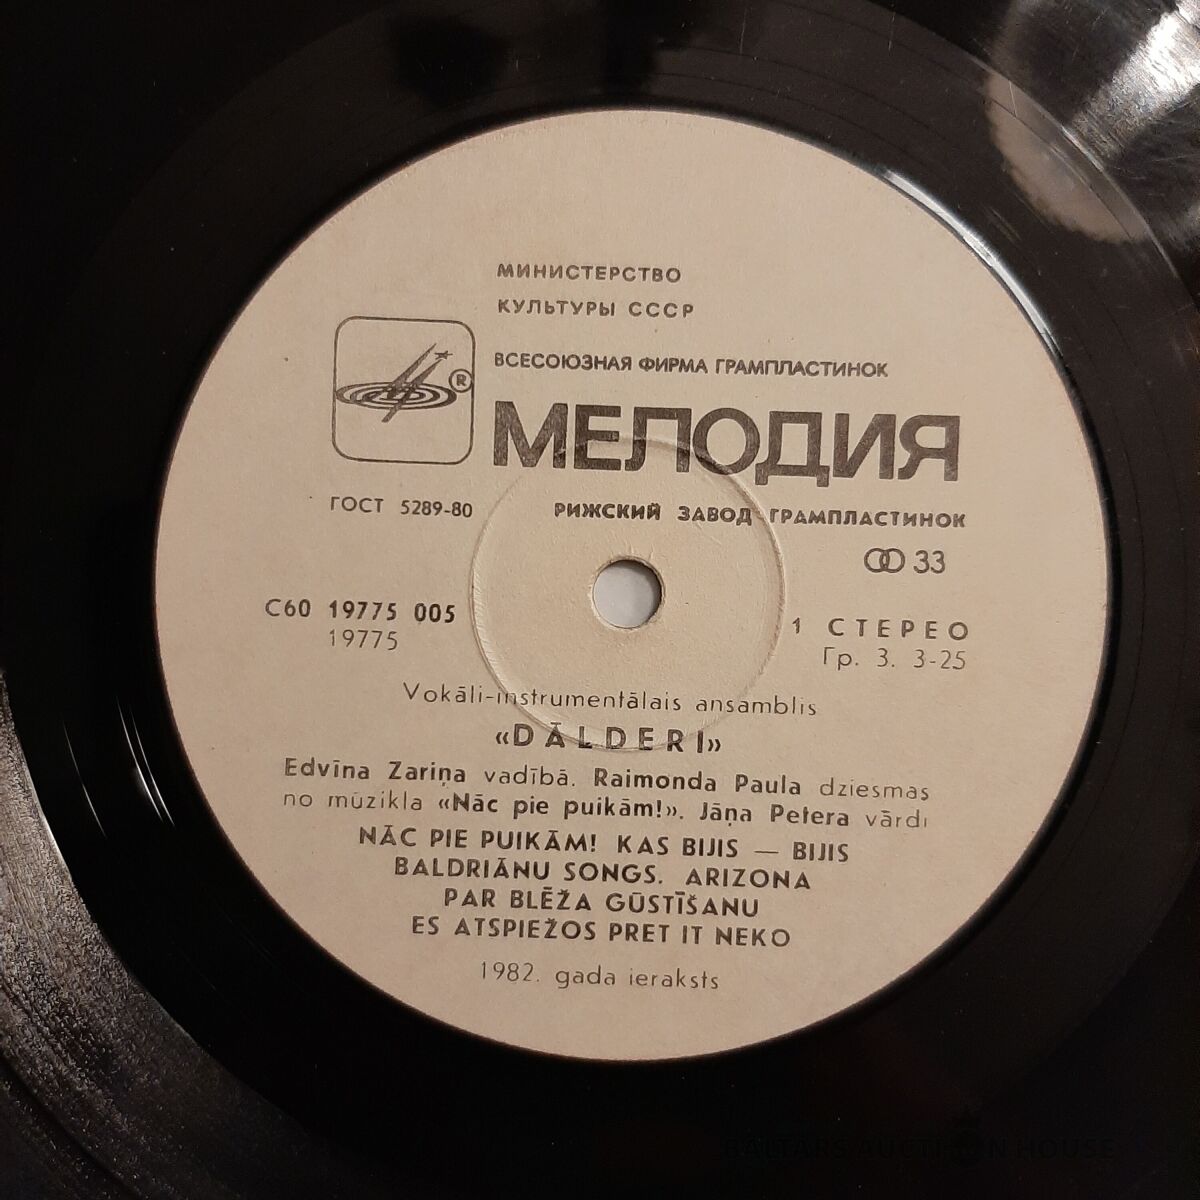 МИНИСТЕРСТВО
КУЛЬТУРЫ СССР
ВСЕСОЮЗНАЯ ФИРМА ГРАМПЛАСТИНОК
®
МЕЛОДИЯ
ГОСТ 5289-80
РИЖСКИЙ ЗАВОД ГРАМПЛАСТИНОК
33
С60 19775 005
19775
1 СТЕРЕО
Гр. 3. 3-25
Vokāli-instrumentālais ansamblis
«DĀLDERI»
Edvīna Zariņa vadībā. Raimonda Paula dziesmas
no mūzikla «Nāc pie puikām!». Jāņa Petera vārdi
NĀC PIE PUIKĀM! KAS BIJIS — BIJIS
BALDRIĀNU SONGS. ARIZONA
PAR BLĒŽA GŪSTĪŠANU
ES ATSPIEŽOS PRET IT NEKO
1982. gada ieraksts
BALTARS AUCTION HOUSE